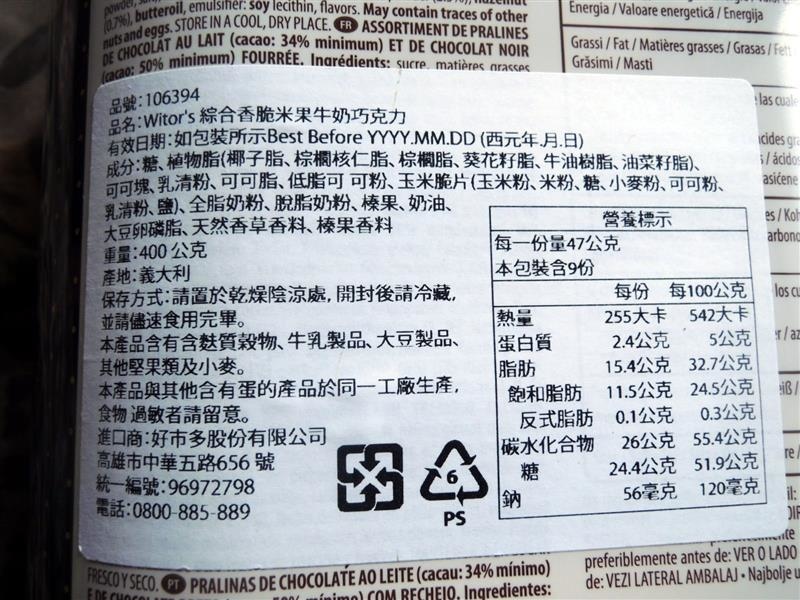 (0.7%), butteroil, emulsifier: soy lecithin, flavors. May contain traces of other
nuts and eggs. STORE IN A COOL, DRY PLACE. FR ASSORTIMENT DE PRALINES
DE CHOCOLAT AU LAIT (cacao: 34% minimum) ET DE CHOCOLAT NOIR
(cacao: 50% minimum) FOURRÉE. Ingrédients: sucre, matières grasses
Energia / Valoare energetică / Energija
Grassi / Fat / Matières grasses / Grasas /
Grăsimi / Masti
品號:106394
品名:Witor's 綜合香脆米果牛奶巧克力
有效日期:如包裝所示Best Before YYYY.MM.DD (西元年.月.日)
成分:糖、植物脂(椰子脂、棕櫚核仁脂、棕櫚脂、葵花籽脂、牛油樹脂、油菜籽脂)、
可可塊、乳清粉、可可脂、低脂可 可粉、玉米脆片(玉米粉、米粉、糖、小麥粉、可可粉、
乳清粉、鹽)、全脂奶粉、脫脂奶粉、榛果、奶油、
大豆卵磷脂、天然香草香料、榛果香料
重量:400 公克
產地:義大利
保存方式:請置於乾燥陰涼處,開封後請冷藏,
並請儘速食用完畢。
本產品含有含麩質穀物、牛乳製品、大豆製品、
其他堅果類及小麥。
本產品與其他含有蛋的產品於同一工廠生產,
食物 過敏者請留意。
進口商:好市多股份有限公司
高雄市中華五路656 號
統一編號:96972798
電話:0800-885-889
營養標示
每一份量47公克
本包裝含9份
每份 每100公克
熱量 255大卡 542大卡
蛋白質 2.4公克 5公克
脂肪 15.4公克 32.7公克
飽和脂肪 11.5公克 24.5公克
反式脂肪 0.1公克 0.3公克
碳水化合物 26公克 55.4公克
糖 24.4公克 51.9公克
鈉 56毫克 120毫克
6
PS
FRESCO Y SECO. PT PRALINAS DE CHOCOLATE AO LEITE (cacau: 34% mínimo)
50% mínimo) COM RECHEIO. Ingredientes:
preferiblemente antes de: VER O LADO
de: VEZI LATERAL AMBALAJ • Najbolje